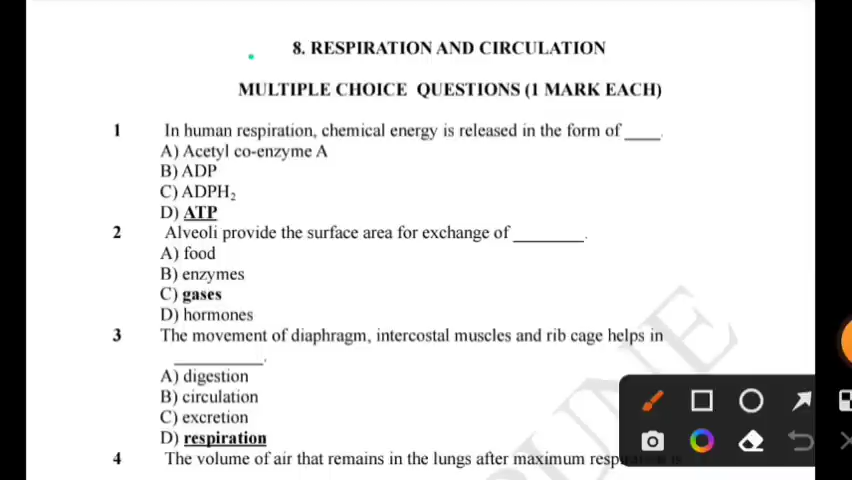 8. RESPIRATION AND CIRCULATION
MULTIPLE CHOICE QUESTIONS (1 MARK EACH)
1 In human respiration, chemical energy is released in the form of ____.
A) Acetyl co-enzyme A
B) ADP
C) ADPH₂
D) ATP
2 Alveoli provide the surface area for exchange of _______.
A) food
B) enzymes
C) gases
D) hormones
3 The movement of diaphragm, intercostal muscles and rib cage helps in
_________.
A) digestion
B) circulation
C) excretion
D) respiration
4 The volume of air that remains in the lungs after maximum
UNE